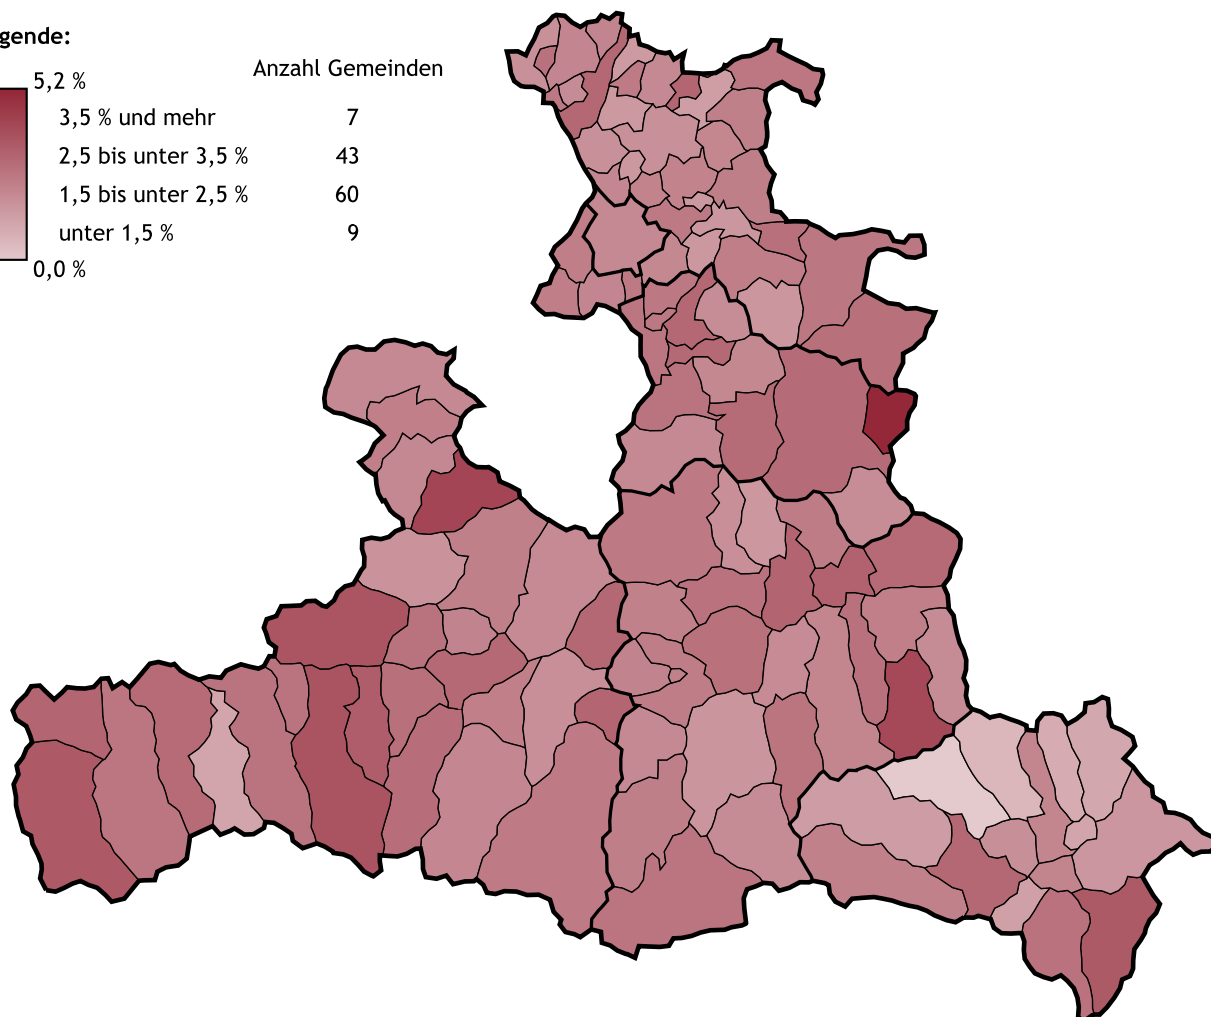 gende:
Anzahl Gemeinden
5,2 %
3,5 % und mehr 7
2,5 bis unter 3,5 % 43
1,5 bis unter 2,5 % 60
unter 1,5 % 9
0,0 %